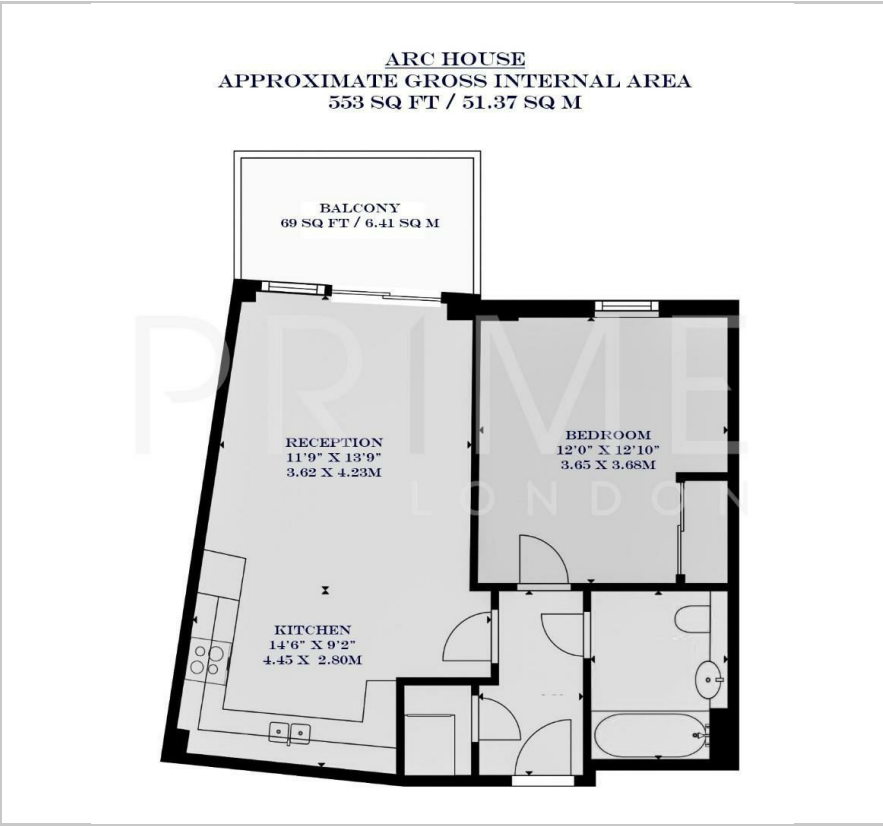 ARC HOUSE
APPROXIMATE GROSS INTERNAL AREA
553 SQ FT / 51.37 SQ M
BALCONY
69 SQ FT / 6.41 SQ M
PRIME
LONDON
RECEPTION
11'9" X 13'9"
3.62 X 4.23M
BEDROOM
12'0" X 12'10"
3.65 X 3.68M
KITCHEN
14'6" X 9'2"
4.45 X 2.80M